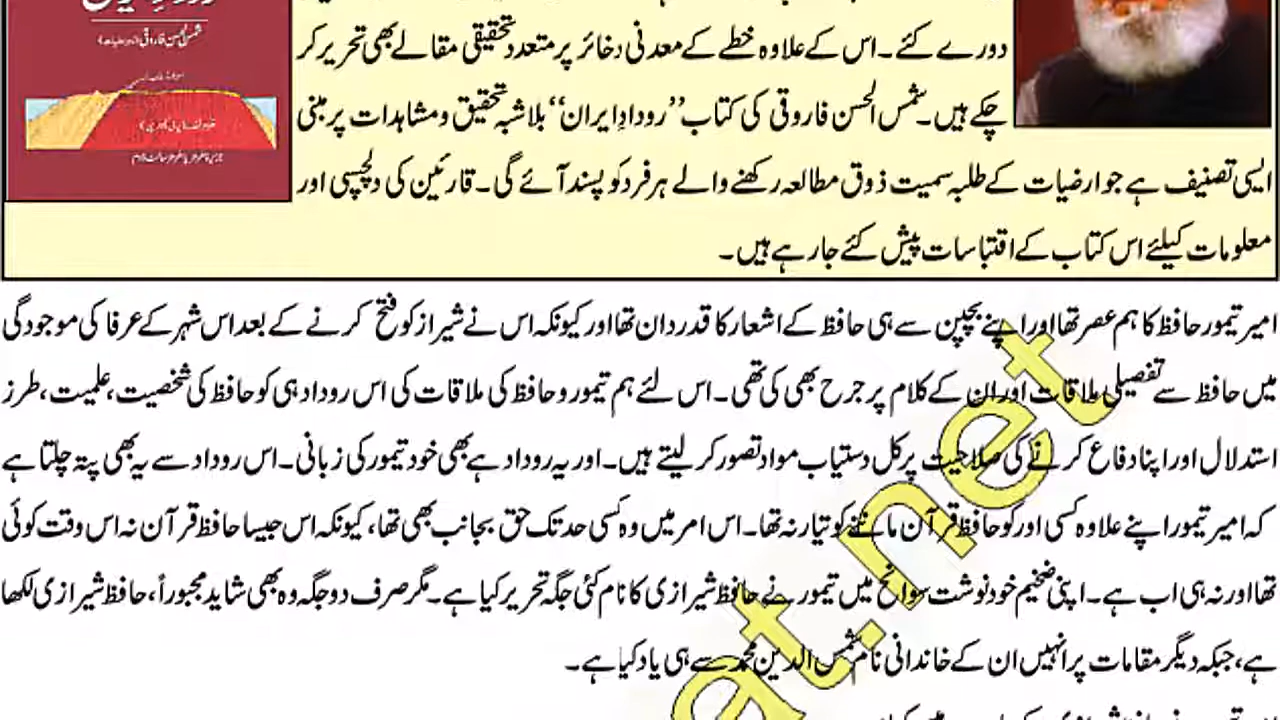 شمس الحسن فاروقی
دورے کئے۔اس کے علاوہ خطے کے معدنی ذخائر پر متعدد تحقیقی مقالے بھی تحریر کر
چکے ہیں۔شمس الحسن فاروقی کی کتاب ’’رودادِ ایران‘‘ بلاشبہ تحقیق و مشاہدات پر مبنی
ایسی تصنیف ہے جو ارضیات کے طلبہ سمیت ذوق مطالعہ رکھنے والے ہر فرد کو پسند آئے گی۔قارئین کی دلچسپی اور
معلومات کیلئے اس کتاب کے اقتباسات پیش کئے جارہے ہیں۔
امیر تیمور حافظ کا ہم عصر تھا اور اپنے بچپن سے ہی حافظ کے اشعار کا قدردان تھا اور کیونکہ اس نے شیراز کو فتح کرنے کے بعد اس شہر کے عرفا کی موجودگی
میں حافظ سے تفصیلی ملاقات اور ان کے کلام پر جرح بھی کی تھی۔اس لئے ہم تیمور و حافظ کی ملاقات کی اس روداد ہی کو حافظ کی شخصیت،علمیت،طرز
استدلال اور اپنا دفاع کرنے کی صلاحیت پر کل دستیاب مواد تصور کر لیتے ہیں۔اور یہ روداد ہے بھی خود تیمور کی زبانی۔اس روداد سے یہ بھی پتہ چلتا ہے
کہ امیر تیمور اپنے علاوہ کسی اور کو حافظ قرآن ماننے کو تیار نہ تھا۔اس امر میں وہ کسی حد تک حق بجانب بھی تھا،کیونکہ اس جیسا حافظ قرآن نہ اس وقت کوئی
تھا اور نہ ہی اب ہے۔اپنی ضخیم خود نوشت سوانح میں تیمور نے حافظ شیرازی کا نام کئی جگہ تحریر کیا ہے۔مگر صرف دو جگہ وہ بھی شاید مجبوراً،حافظ شیرازی لکھا
ہے،جبکہ دیگر مقامات پر انہیں ان کے خاندانی نام شمس الدین محمد سے ہی یاد کیا ہے۔
at.net